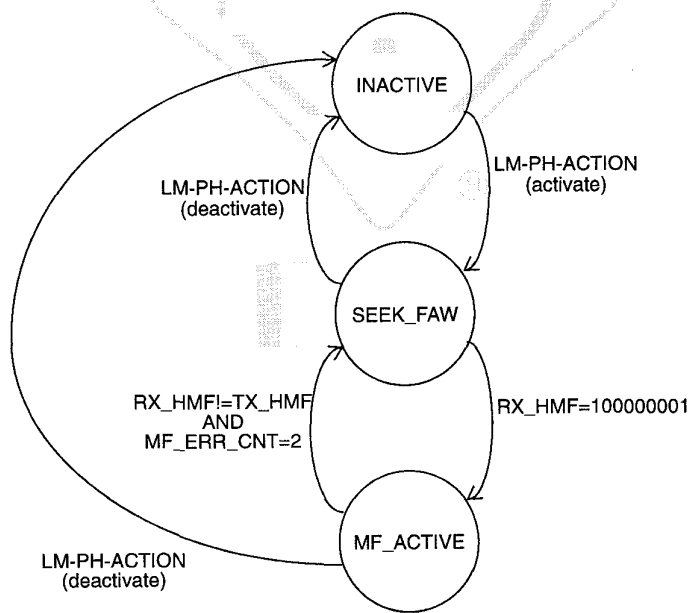 INACTIVE
LM-PH-ACTION
(deactivate)
LM-PH-ACTION
(activate)
SEEK_FAW
RX_HMF!=TX_HMF
AND
MF_ERR_CNT=2
RX_HMF=100000001
MF_ACTIVE
LM-PH-ACTION
(deactivate)